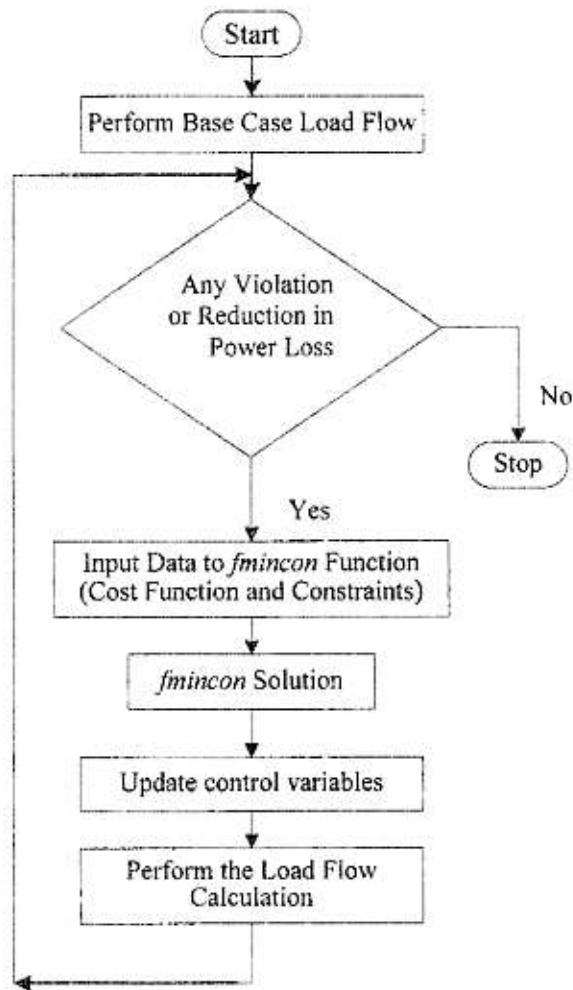 Start
Perform Base Case Load Flow
Any Violation
or Reduction in
Power Loss
No
Stop
Yes
Input Data to fmincon Function
(Cost Function and Constraints)
fmincon Solution
Update control variables
Perform the Load Flow
Calculation